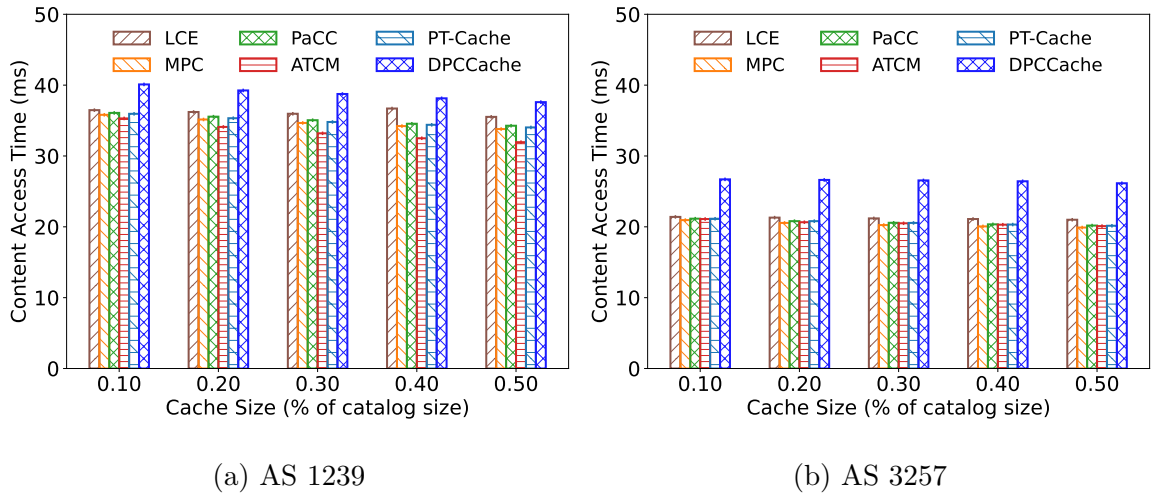 50
40
30
20
10
0
Content Access Time (ms)
LCE PaCC PT-Cache
MPC ATCM DPCCache
0.10 0.20 0.30 0.40 0.50
Cache Size (% of catalog size)
(a) AS 1239
50
40
30
20
10
0
Content Access Time (ms)
LCE PaCC PT-Cache
MPC ATCM DPCCache
0.10 0.20 0.30 0.40 0.50
Cache Size (% of catalog size)
(b) AS 3257